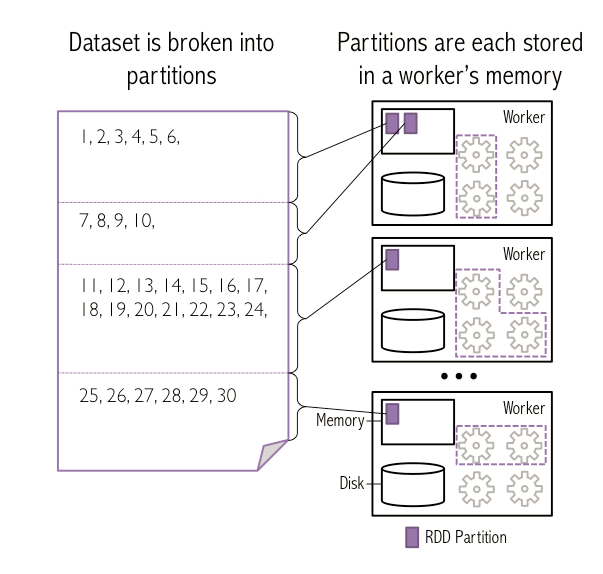 Dataset is broken into
partitions
Partitions are each stored
in a worker's memory
1, 2, 3, 4, 5, 6,
7, 8, 9, 10,
11, 12, 13, 14, 15, 16, 17,
18, 19, 20, 21, 22, 23, 24,
25, 26, 27, 28, 29, 30
Worker
Worker
•••
Worker
Memory
Disk
RDD Partition